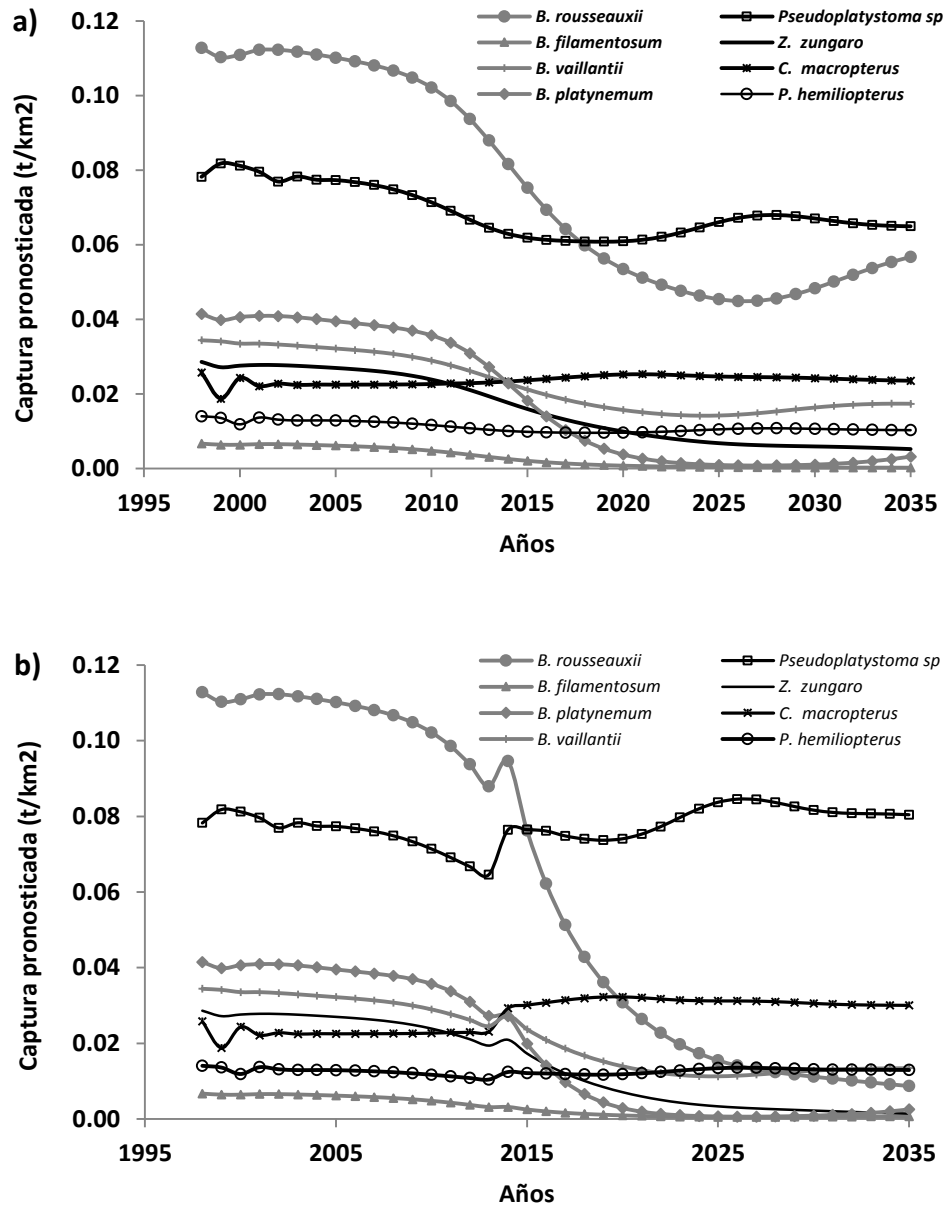 a)
B. rousseauxii
Pseudoplatystoma sp
B. filamentosum
Z. zungaro
B. vaillantii
C. macropterus
B. platynemum
P. hemiliopterus
Captura pronosticada (t/km2)
0.12
0.10
0.08
0.06
0.04
0.02
0.00
1995 2000 2005 2010 2015 2020 2025 2030 2035
Años
b)
B. rousseauxii
Pseudoplatystoma sp
B. filamentosum
Z. zungaro
B. platynemum
C. macropterus
B. vaillantii
P. hemiliopterus
Captura pronosticada (t/km2)
0.12
0.10
0.08
0.06
0.04
0.02
0.00
1995 2005 2015 2025 2035
Años